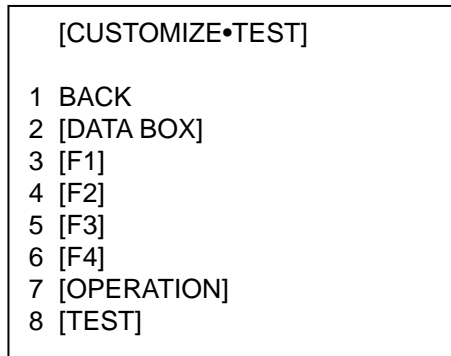 [CUSTOMIZE•TEST]
1 BACK
2 [DATA BOX]
3 [F1]
4 [F2]
5 [F3]
6 [F4]
7 [OPERATION]
8 [TEST]